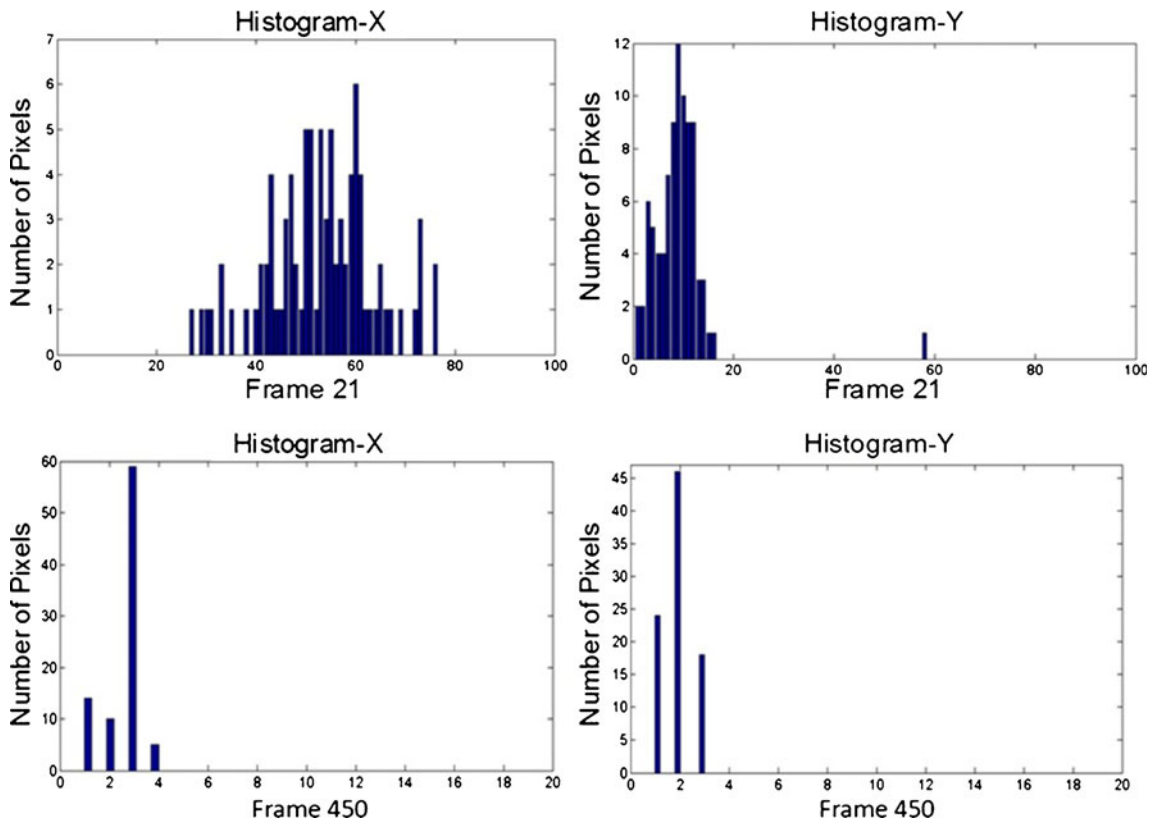 Histogram-X
Number of Pixels
7
6
5
4
3
2
1
0
0 20 40 60 80 100
Frame 21
Histogram-Y
Number of Pixels
12
10
8
6
4
2
0
0 20 40 60 80 100
Frame 21
Histogram-X
Number of Pixels
60
50
40
30
20
10
0
0 2 4 6 8 10 12 14 16 18 20
Frame 450
Histogram-Y
Number of Pixels
45
40
35
30
25
20
15
10
5
0
0 2 4 6 8 10 12 14 16 18 20
Frame 450